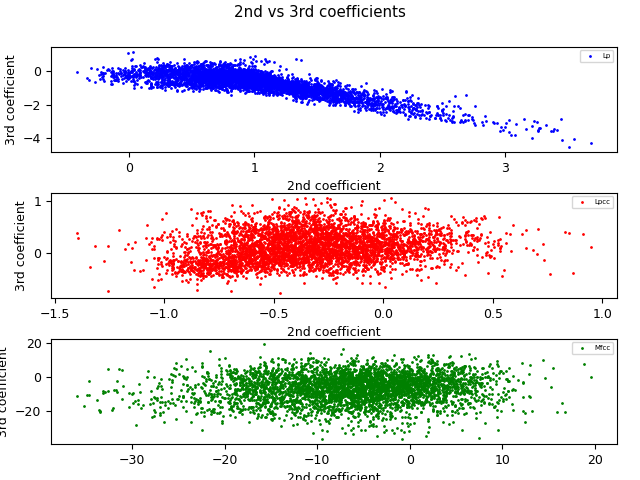 2nd vs 3rd coefficients
3rd coefficient
0
−2
−4
Lp
0 1 2 3
2nd coefficient
3rd coefficient
1
0
Lpcc
−1.5 −1.0 −0.5 0.0 0.5 1.0
2nd coefficient
3rd coefficient
20
0
−20
Mfcc
−30 −20 −10 0 10 20
2nd coefficient